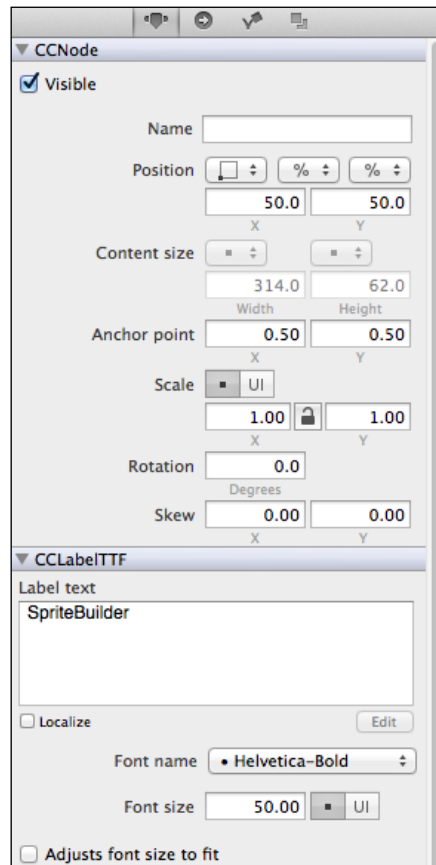 CCNode
Visible
Name
Position % %
50.0 50.0
X Y
Content size
314.0 62.0
Width Height
Anchor point 0.50 0.50
X Y
Scale UI
1.00 1.00
X Y
Rotation 0.0
Degrees
Skew 0.00 0.00
X Y
CCLabelTTF
Label text
SpriteBuilder
Localize Edit
Font name • Helvetica-Bold
Font size 50.00 UI
Adjusts font size to fit